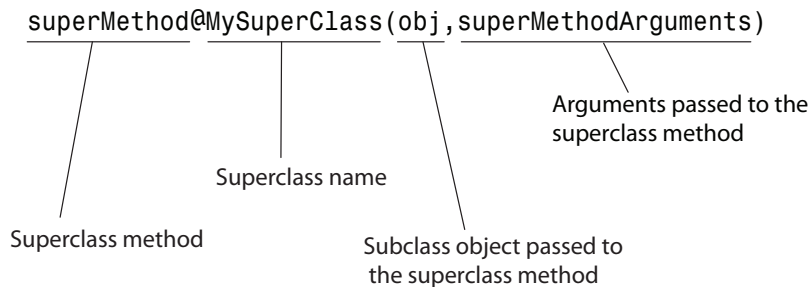 superMethod@MySuperClass(obj,superMethodArguments)
Arguments passed to the
superclass method
Superclass name
Superclass method
Subclass object passed to
the superclass method